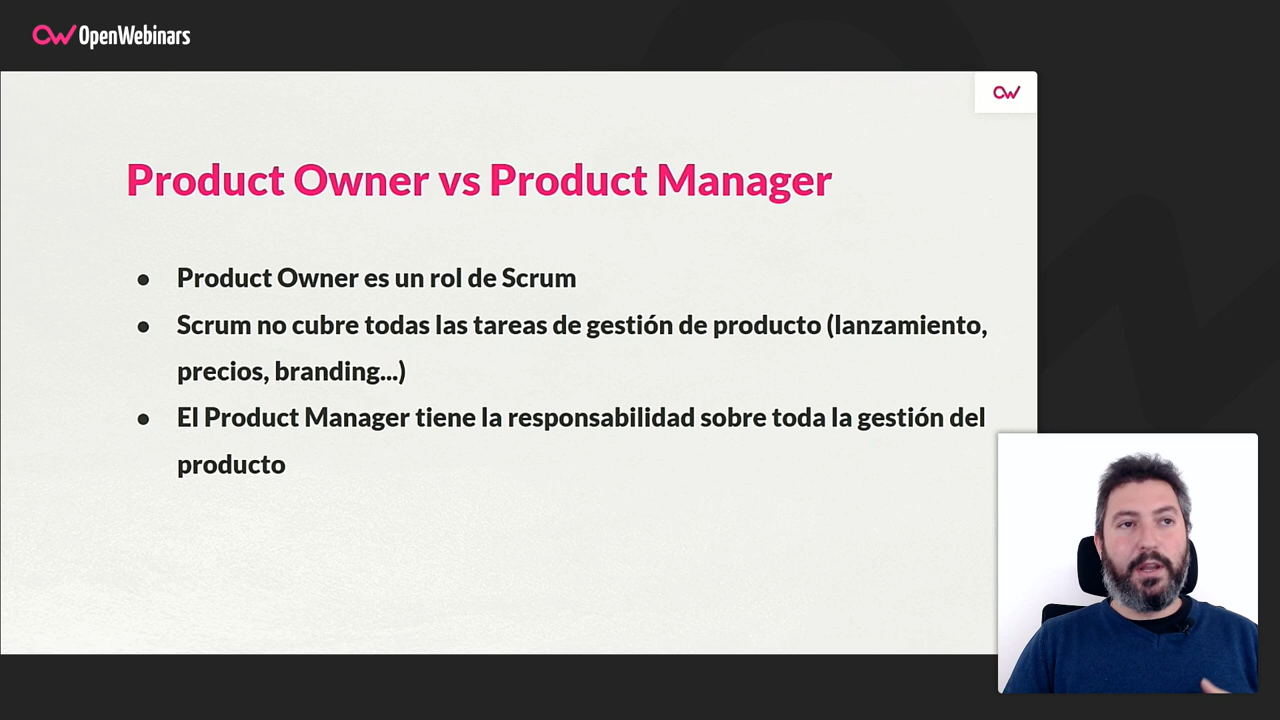 OpenWebinars
Product Owner vs Product Manager
● Product Owner es un rol de Scrum
● Scrum no cubre todas las tareas de gestión de producto (lanzamiento,
precios, branding...)
● El Product Manager tiene la responsabilidad sobre toda la gestión del
producto